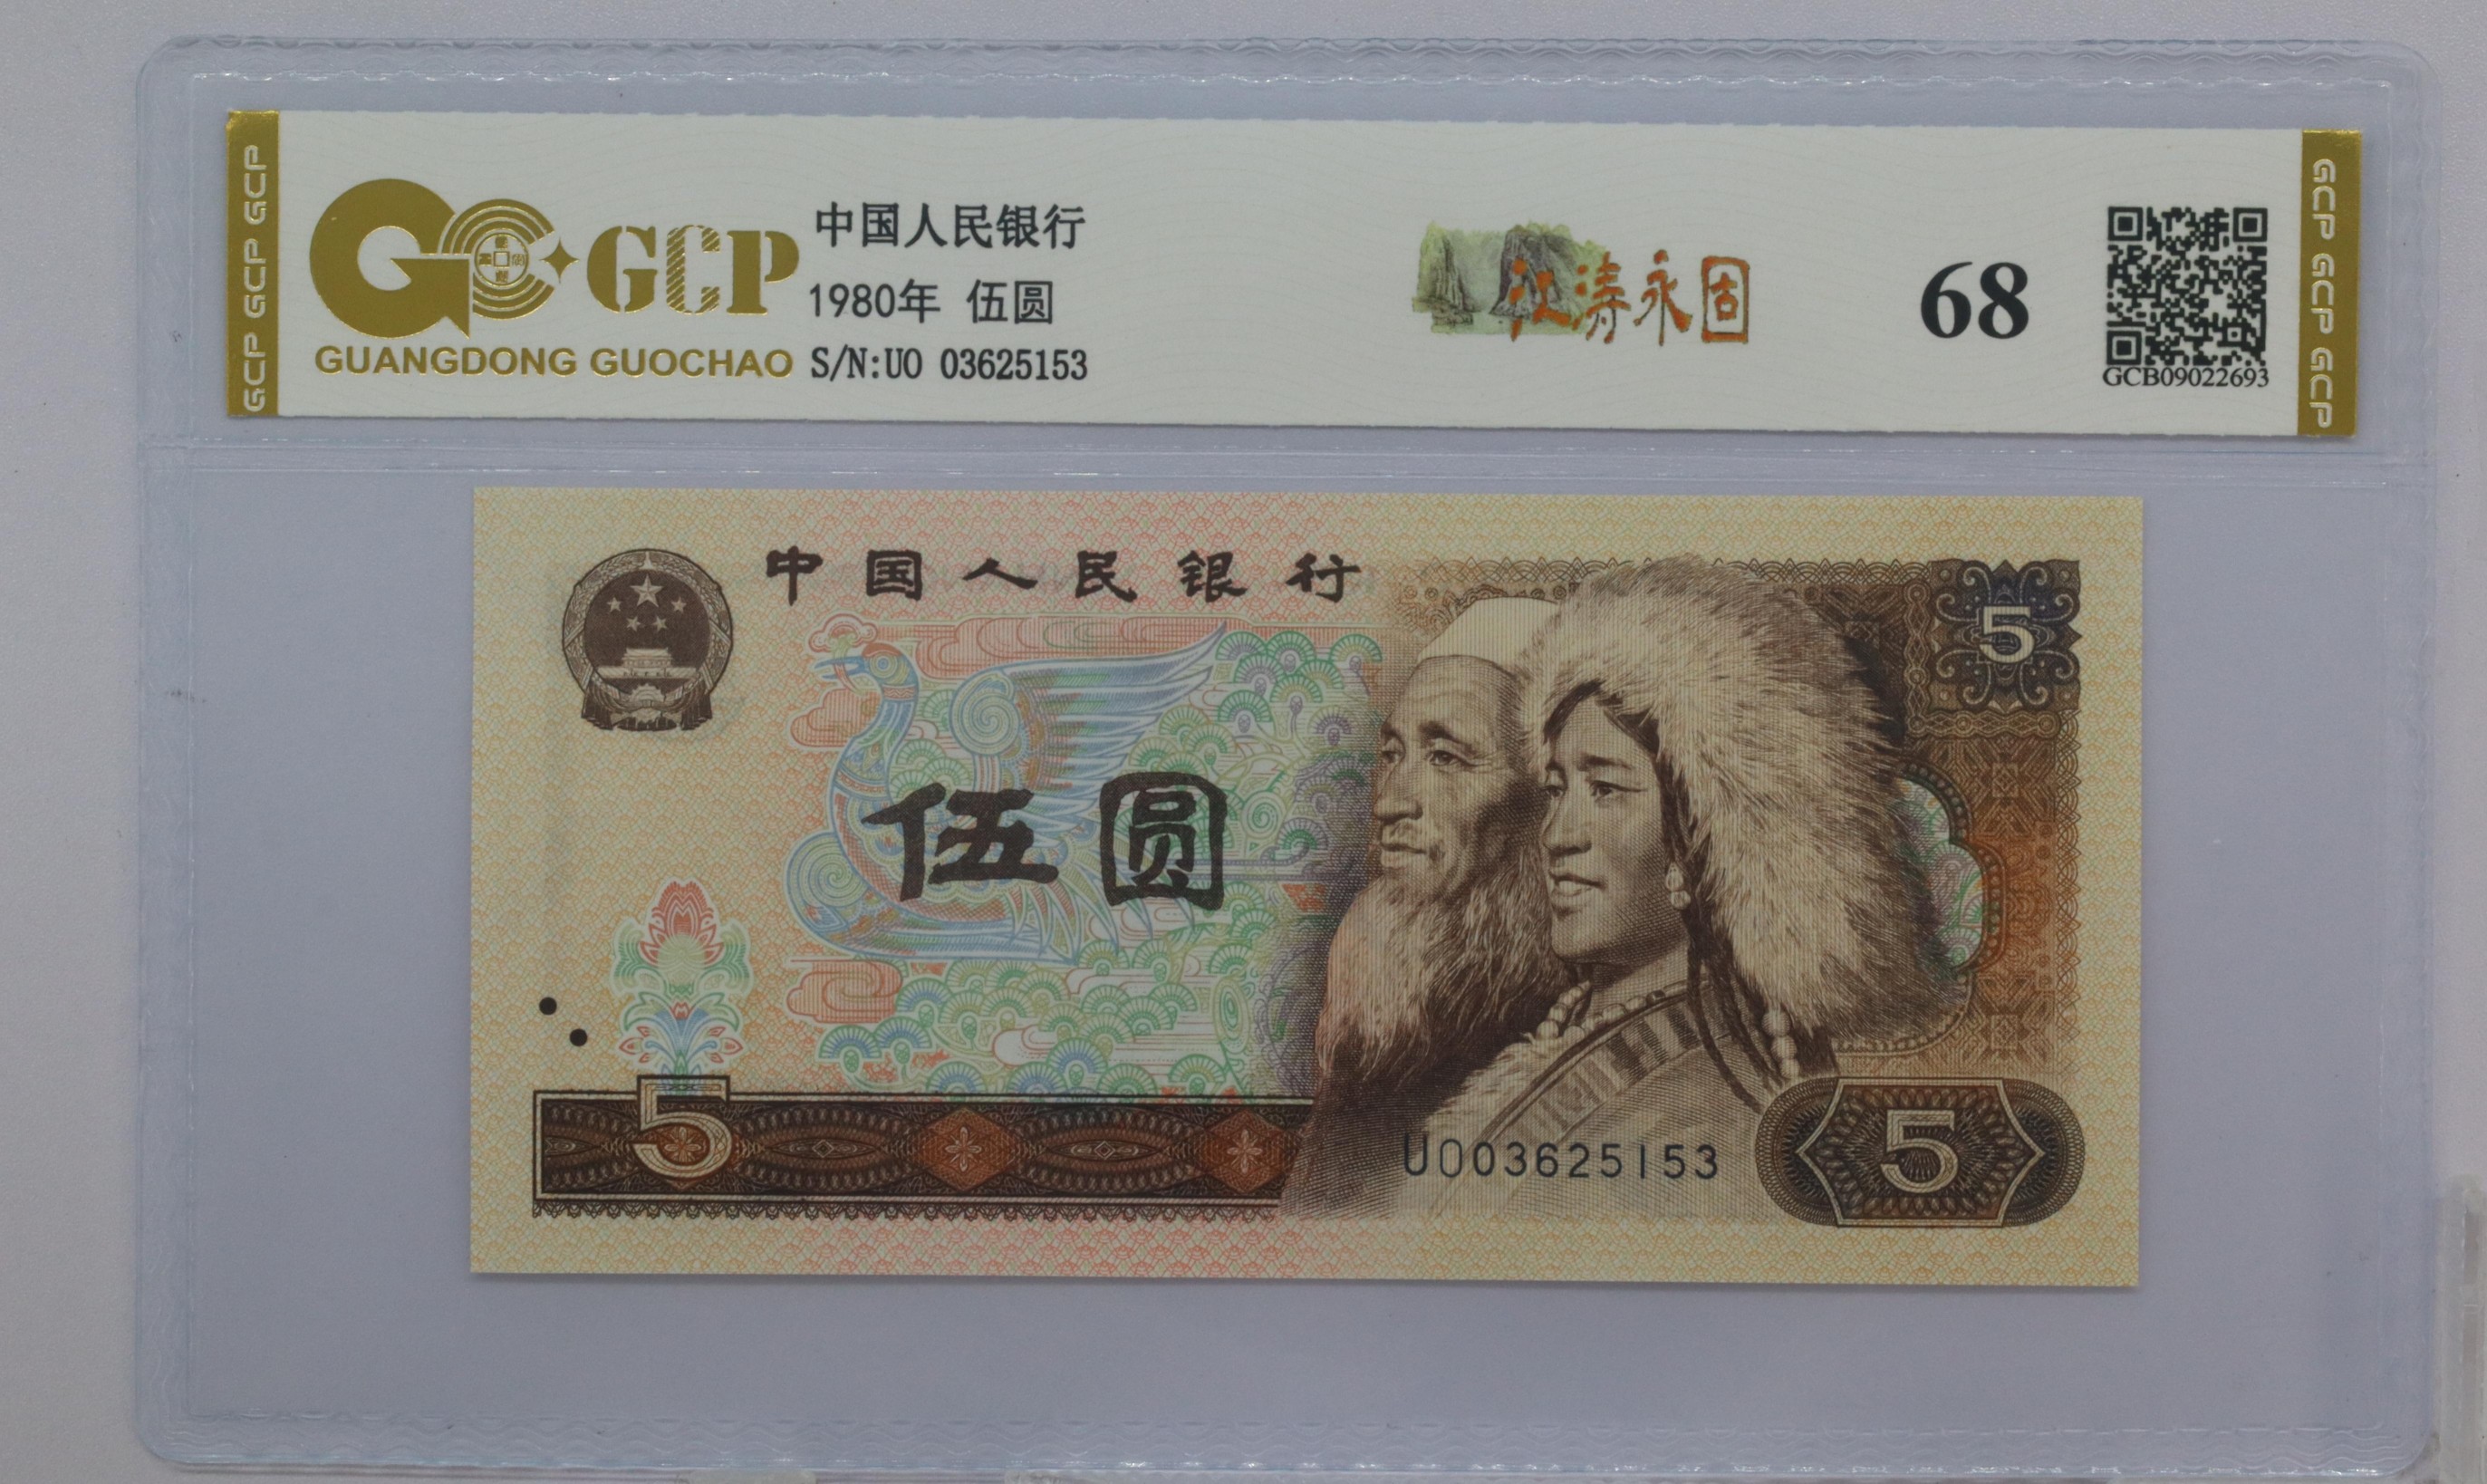 GCP GCP GCP
GCP
GUANGDONG GUOCHAO
中国人民银行
1980年 伍圆
S/N:UO 03625153
江涛永固
68
GCB09022693
GCP GCP GCP
中国人民银行
5
伍圆
5
UO03625153
5